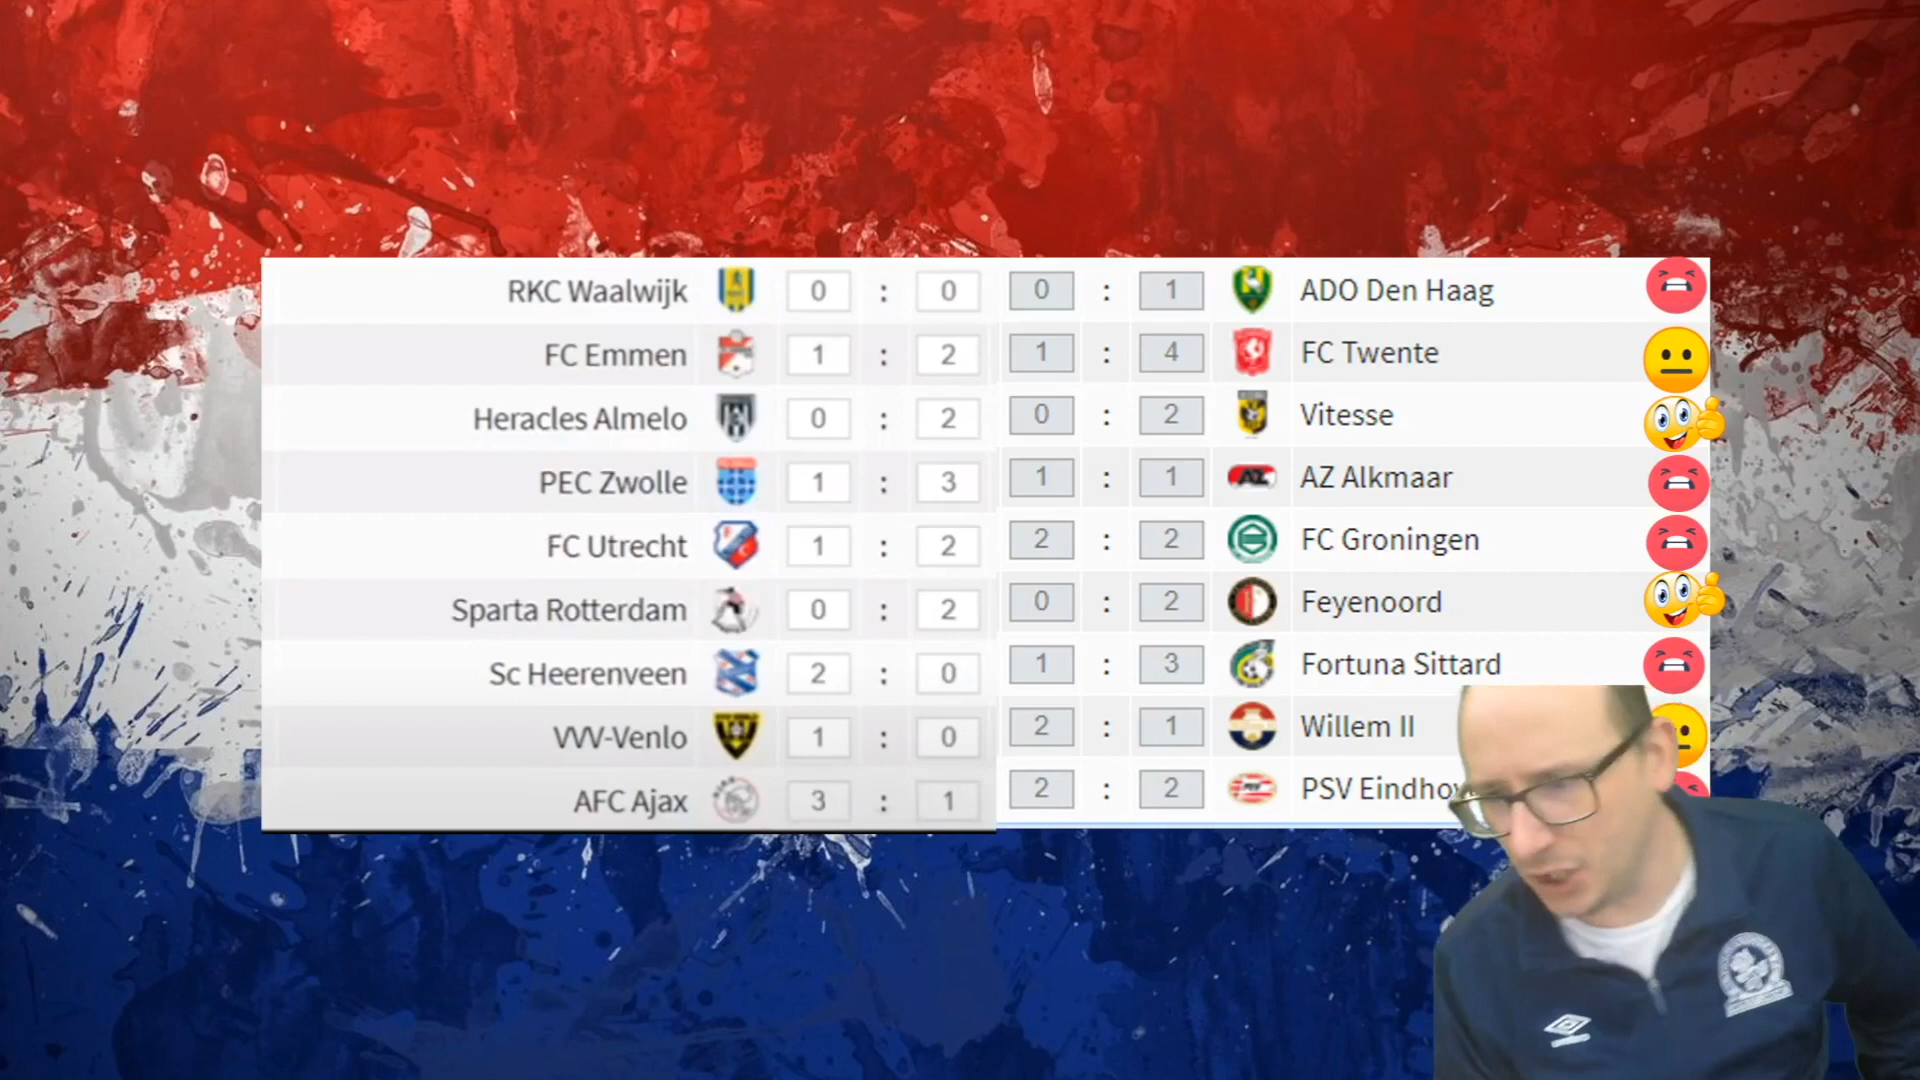 RKC Waalwijk 0 : 0 0 : 1 ADO Den Haag
FC Emmen 1 : 2 1 : 4 FC Twente
Heracles Almelo 0 : 2 0 : 2 Vitesse
PEC Zwolle 1 : 3 1 : 1 AZ AZ Alkmaar
FC Utrecht 1 : 2 2 : 2 FC Groningen
Sparta Rotterdam 0 : 2 0 : 2 Feyenoord
Sc Heerenveen 2 : 0 1 : 3 Fortuna Sittard
VVV-Venlo 1 : 0 2 : 1 Willem II
AFC Ajax 3 : 1 2 : 2 PSV Eindho